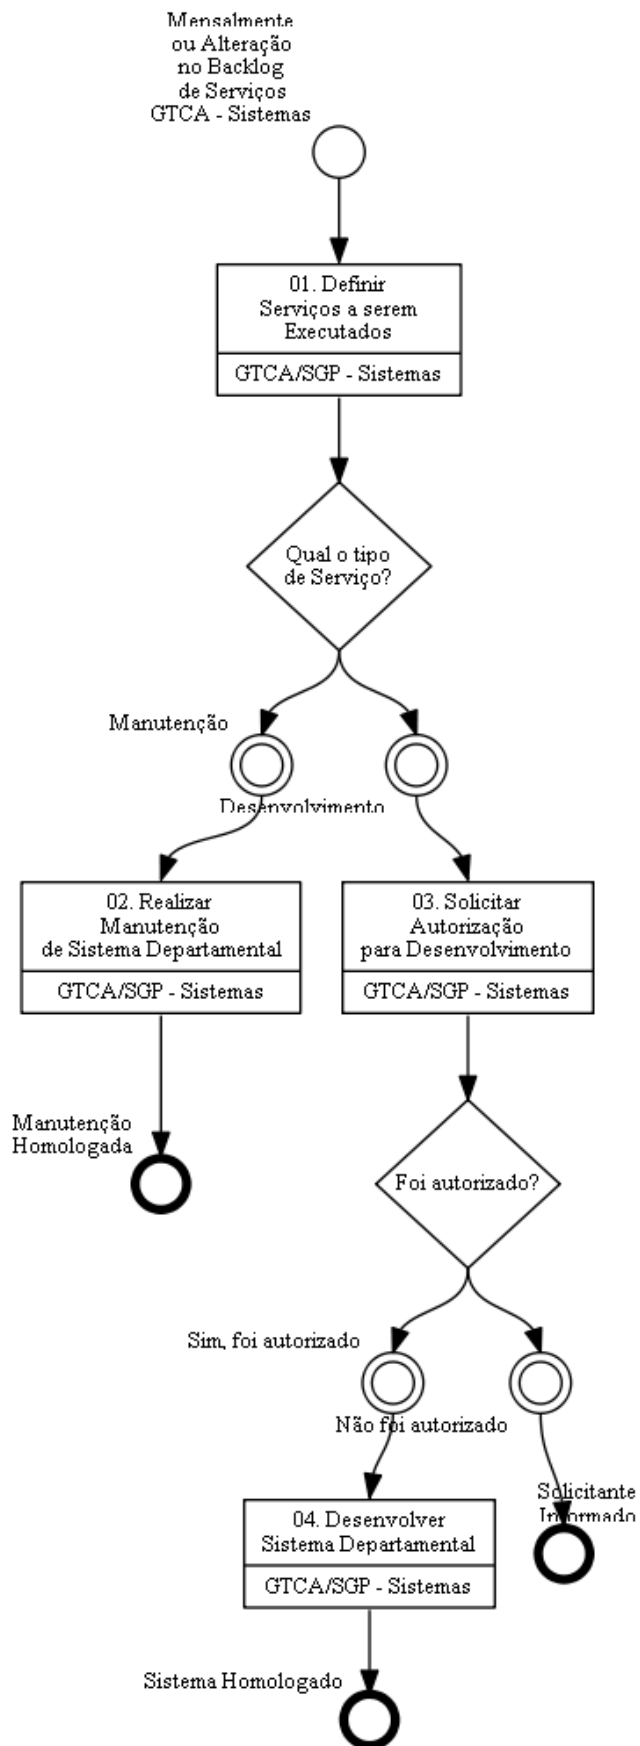 Mensalmente
ou Alteração
no Backlog
de Serviços
GTCA - Sistemas
01. Definir
Serviços a serem
Executados
GTCA/SGP - Sistemas
Qual o tipo
de Serviço?
Manutenção
Desenvolvimento
02. Realizar
Manutenção
de Sistema Departamental
GTCA/SGP - Sistemas
03. Solicitar
Autorização
para Desenvolvimento
GTCA/SGP - Sistemas
Manutenção
Homologada
Foi autorizado?
Sim, foi autorizado
Não foi autorizado
Solicitante
Informado
04. Desenvolver
Sistema Departamental
GTCA/SGP - Sistemas
Sistema Homologado